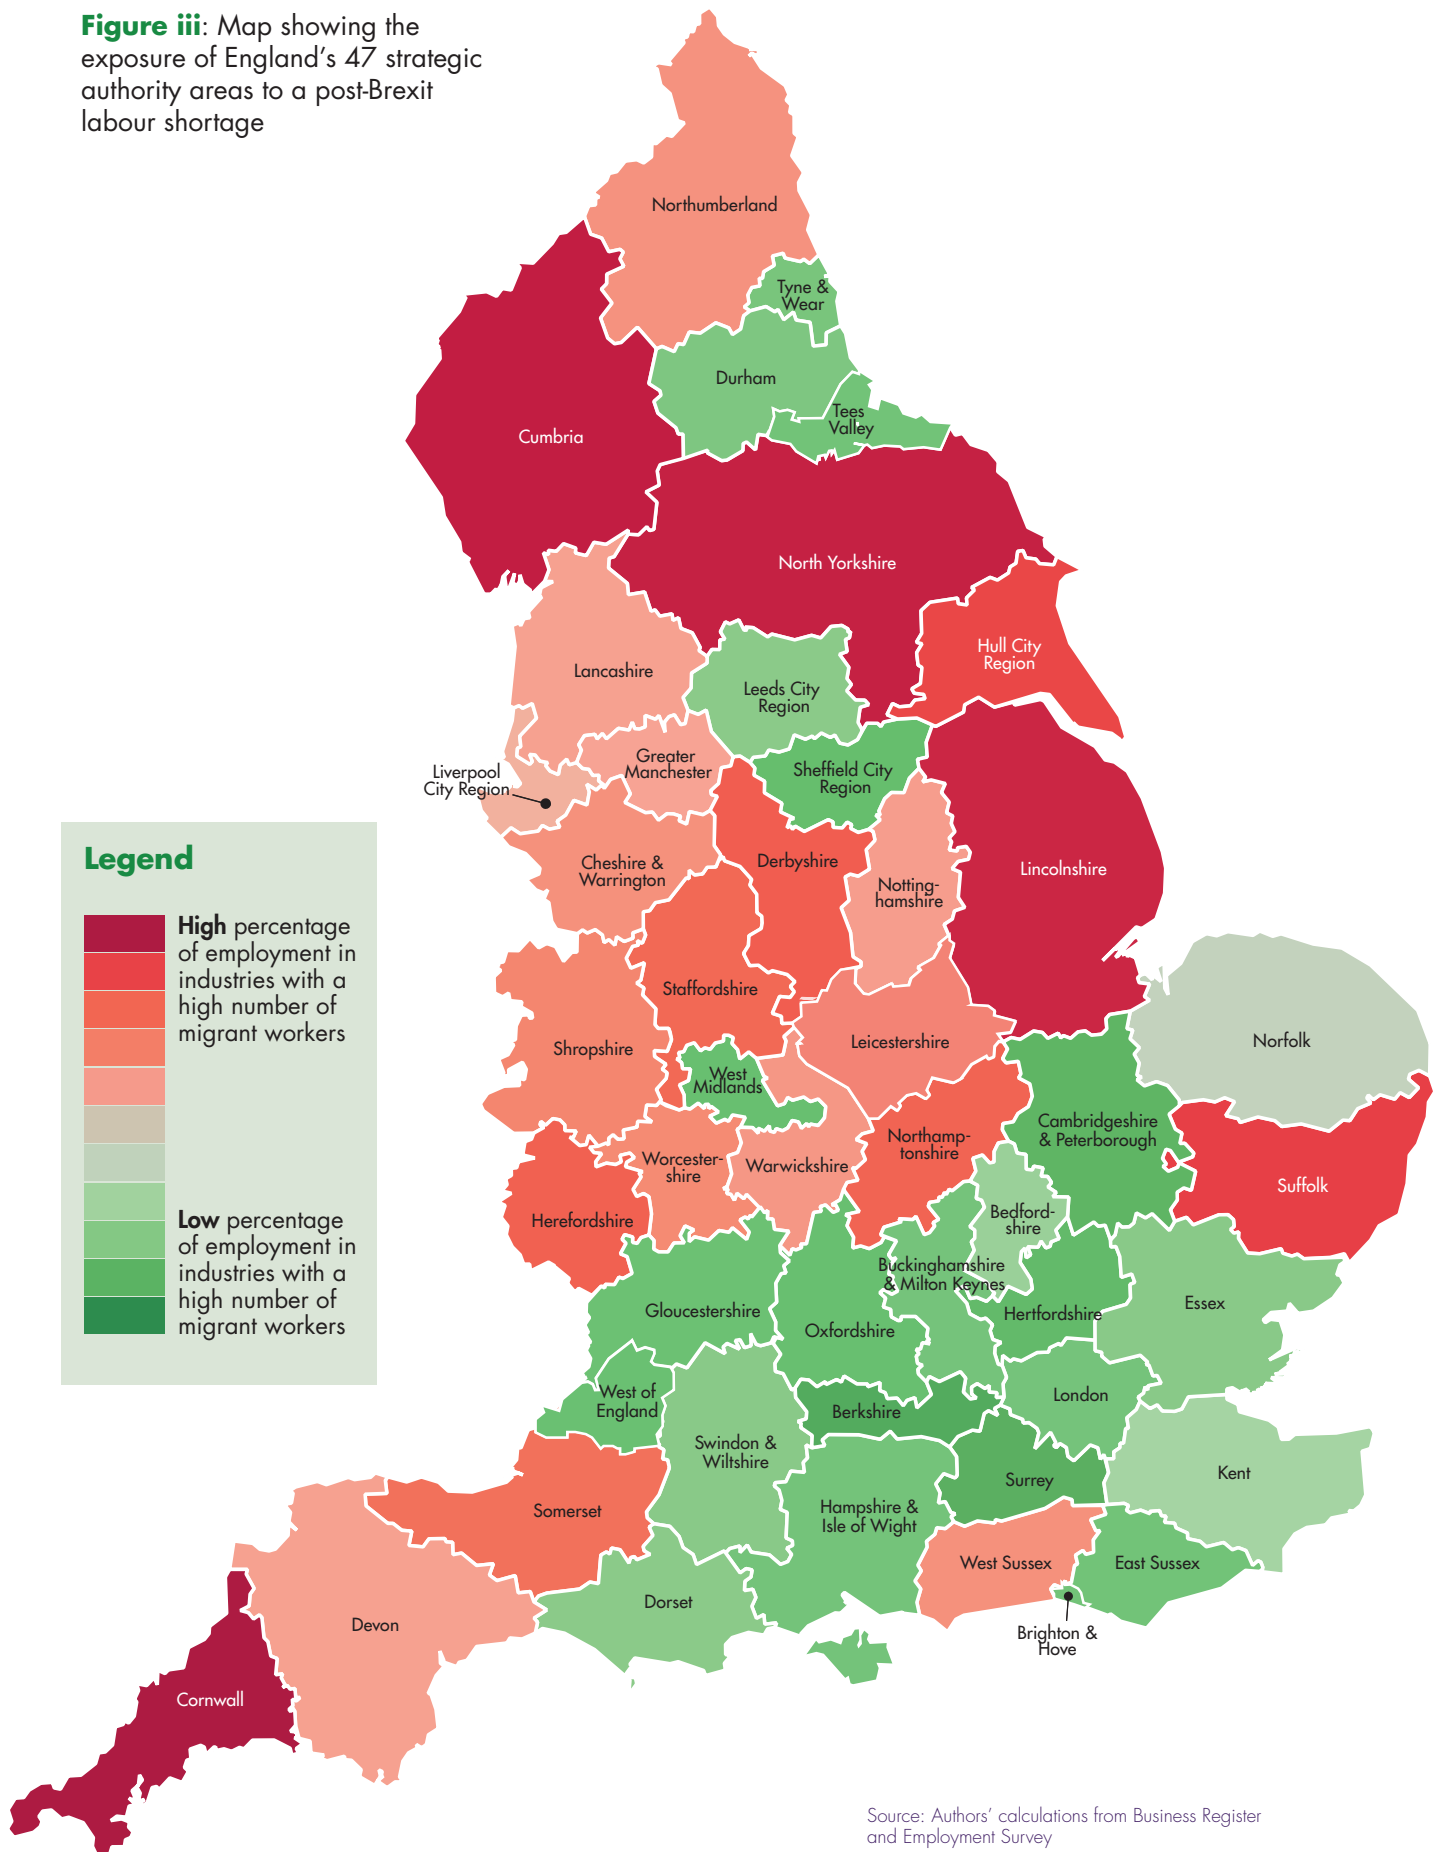 Figure iii: Map showing the
exposure of England's 47 strategic
authority areas to a post-Brexit
labour shortage
Northumberland
Tyne &
Wear
Durham
Tees
Valley
Cumbria
North Yorkshire
Hull City
Region
Lancashire
Leeds City
Region
Greater
Manchester
Sheffield City
Region
Liverpool
City Region
Cheshire &
Warrington
Derbyshire
Notting-
hamshire
Lincolnshire
Legend
High percentage
of employment in
industries with a
high number of
migrant workers
Low percentage
of employment in
industries with a
high number of
migrant workers
Staffordshire
Shropshire
Leicestershire
Norfolk
West
Midlands
Cambridgeshire
& Peterborough
Northamp-
tonshire
Worcester-
shire
Warwickshire
Suffolk
Herefordshire
Bedford-
shire
Buckinghamshire
& Milton Keynes
Gloucestershire
Oxfordshire
Hertfordshire
Essex
West of
England
Berkshire
London
Swindon &
Wiltshire
Surrey
Kent
Somerset
Hampshire &
Isle of Wight
West Sussex
East Sussex
Dorset
Devon
Brighton &
Hove
Cornwall
Source: Authors' calculations from Business Register
and Employment Survey